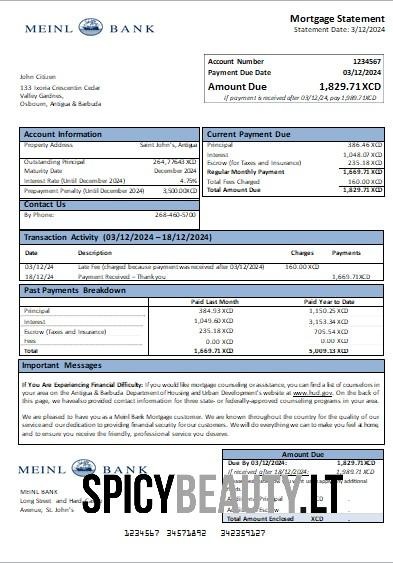 MEINL BANK
Mortgage Statement
Statement Date: 3/12/2024
Account Number 1234567
Payment Due Date 03/12/2024
Amount Due 1,829.71XCD
If payment is received after 03/12/24, pay 1,989.71XCD
John Citizen
133 Ixoria Crescentin Cedar
Valley Gardnes,
Osbourn, Antigua & Barbuda
Account Information
Property Address Saint John's, Antigua
Outstanding Principal 264,77643 XCD
Maturity Date December 2024
Interest Rate (Until December 2024) 4.75%
Prepayment Penalty (Until December 2024) 3,500.00XCD
Contact Us
By Phone: 268-460-5700
Current Payment Due
Principal 386.46 XCD
Interest 1,048.07 XCD
Escrow (for Taxes and Insurance) 235.18 XCD
Regular Monthly Payment 1,669.71 XCD
Total Fees Charged 160.00 XCD
Total Amount Due 1,829.71 XCD
Transaction Activity (03/12/2024 – 18/12/2024)
Date Description Charges Payments
03/12/24 Late Fee (charged because payment was received after 03/12/2024) 160.00 XCD
18/12/24 Payment Received – Thank you 1,669.71XCD
Past Payments Breakdown
Paid Last Month Paid Year to Date
Principal 384.93 XCD 1,150.25 XCD
Interest 1,049.60 XCD 3,153.34 XCD
Escrow (Taxes and Insurance) 235.18 XCD 705.54 XCD
Fees 0.00 XCD 0.00 XCD
Total 1,669.71 XCD 5,009.13 XCD
Important Messages
If You Are Experiencing Financial Difficulty: If you would like mortgage counseling or assistance, you can find a list of counselors in
your area on the Antigua & Barbuda Department of Housing and Urban Development's website at www.hud.gov. On the back of
this page, we have also provided contact information for three state- or federally-approved counseling programs in your area.
We are pleased to have you as a Meinl Bank Mortgage customer. We are known throughout the country for the quality of our
service and our dedication to providing financial security for our customers. We will do everything we can to make you feel at home
and to ensure you receive the friendly, professional service you deserve.
MEINL BANK
MEINL BANK
Long Street and
Avenue, St. John's
Amount Due
Due By 03/12/2024: 1,829.71XCD
If received after 18/12/2024: 1,989.71 XCD
Total Amount Enclosed XCD .
SPICYBEAUTY.LT
1234567 34571892 342359127